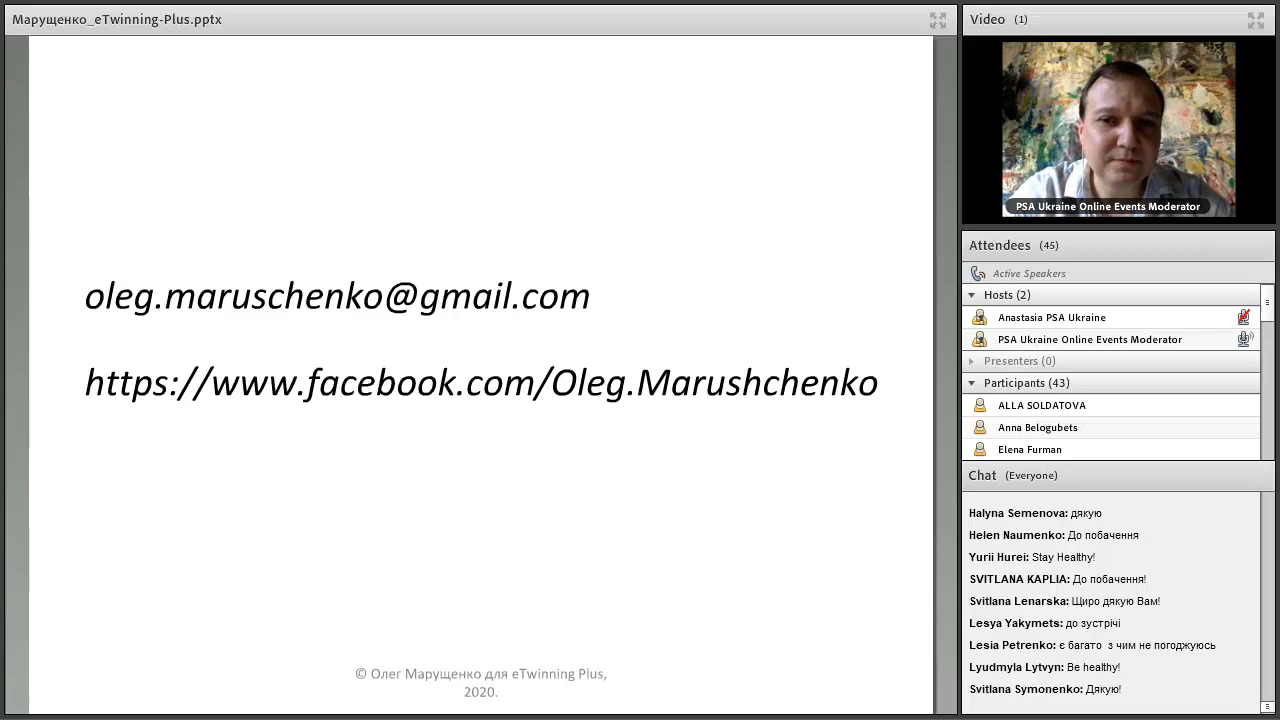 Марущенко_eTwinning-Plus.pptx
oleg.maruschenko@gmail.com
https://www.facebook.com/Oleg.Marushchenko
© Олег Марущенко для eTwinning Plus,
2020.
Video (1)
PSA Ukraine Online Events Moderator
Attendees (45)
Active Speakers
Hosts (2)
Anastasia PSA Ukraine
PSA Ukraine Online Events Moderator
Presenters (0)
Participants (43)
ALLA SOLDATOVA
Anna Belogubets
Elena Furman
Chat (Everyone)
Halyna Semenova: дякую
Helen Naumenko: До побачення
Yurii Hurei: Stay Healthy!
SVITLANA KAPLIA: До побачення!
Svitlana Lenarska: Щиро дякую Вам!
Lesya Yakymets: до зустрічі
Lesia Petrenko: є багато з чим не погоджуюсь
Lyudmyla Lytvyn: Be healthy!
Svitlana Symonenko: Дякую!